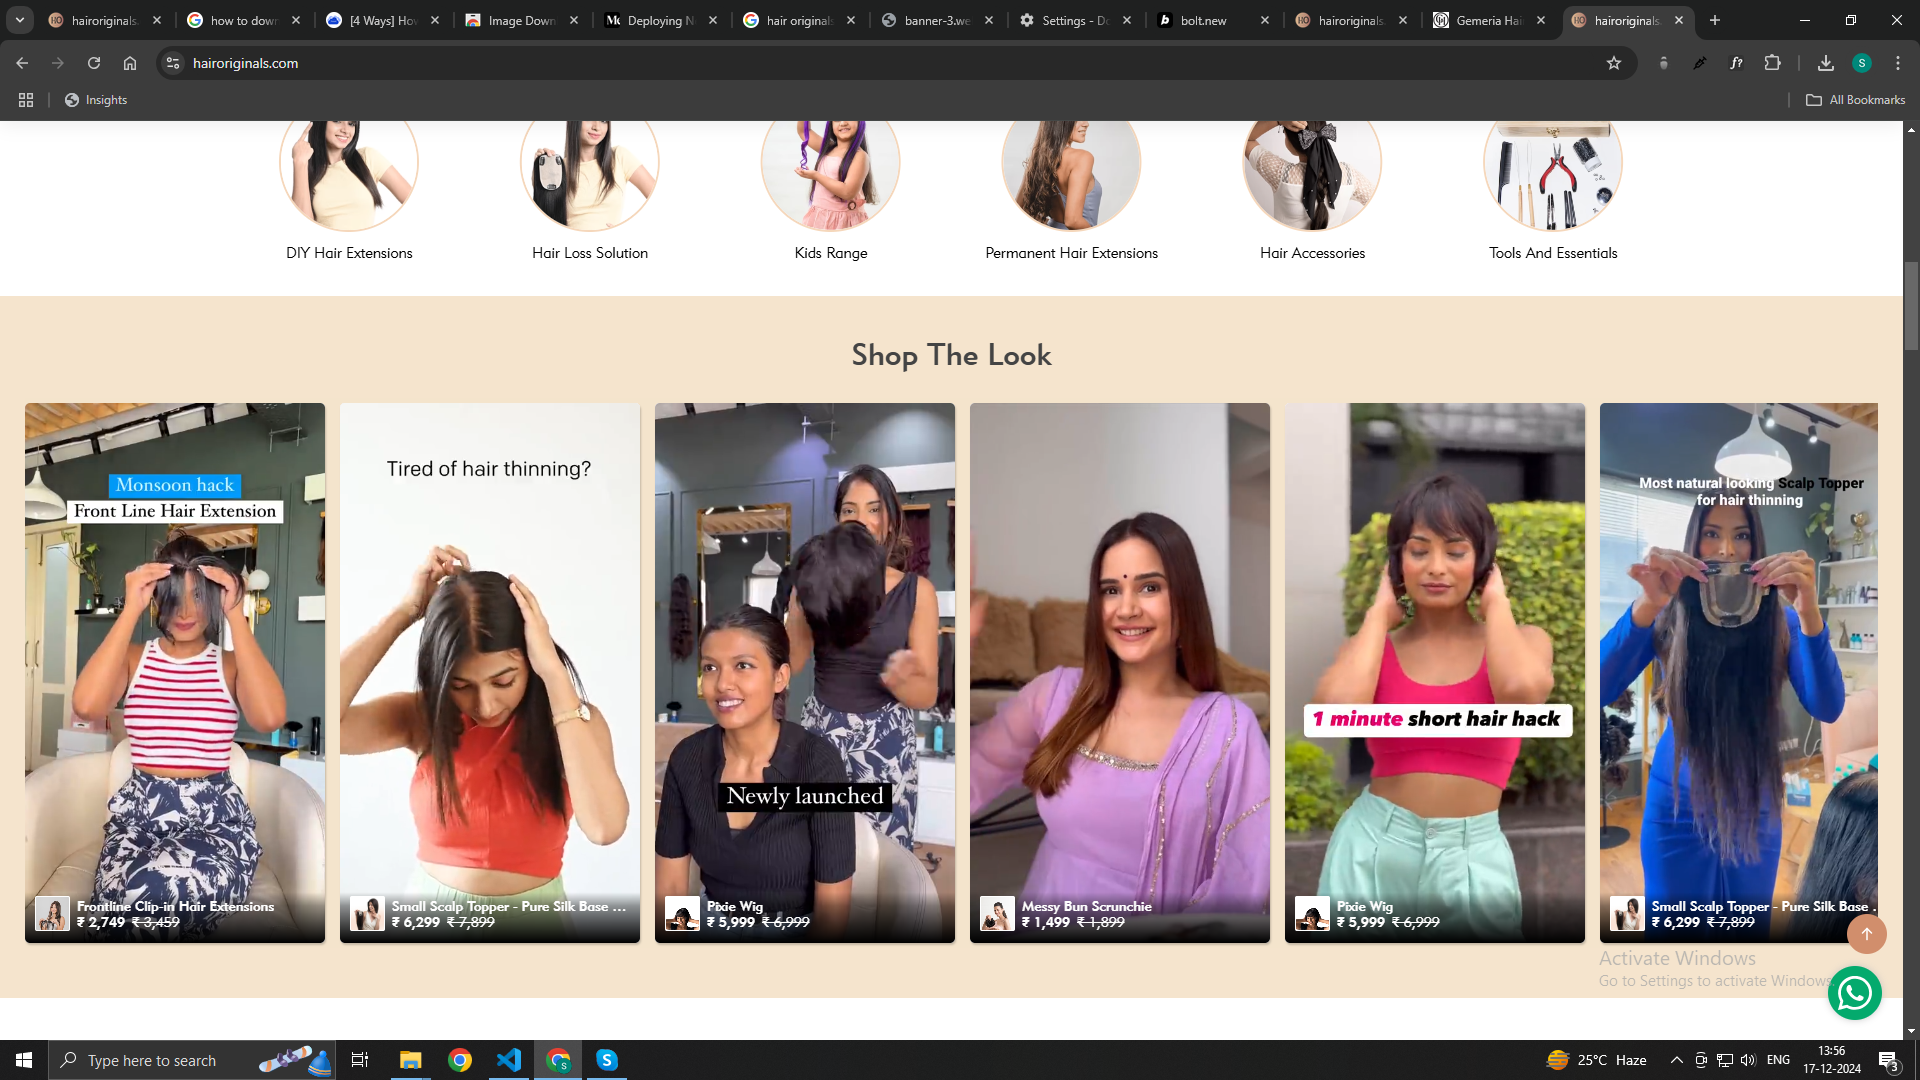 hairoriginals.
how to down
[4 Ways] How
Image Down
Deploying N
hair originals
banner-3.we
Settings - Do
bolt.new
hairoriginals.
Gemeria Hai
hairoriginals.
hairoriginals.com
Insights
All Bookmarks
DIY Hair Extensions
Hair Loss Solution
Kids Range
Permanent Hair Extensions
Hair Accessories
Tools And Essentials
Shop The Look
Monsoon hack
Front Line Hair Extension
Frontline Clip-in Hair Extensions
₹ 2,749 ₹ 3,459
Tired of hair thinning?
Small Scalp Topper - Pure Silk Base ...
₹ 6,299 ₹ 7,899
Newly launched
Pixie Wig
₹ 5,999 ₹ 6,999
Messy Bun Scrunchie
₹ 1,499 ₹ 1,899
1 minute short hair hack
Pixie Wig
₹ 5,999 ₹ 6,999
Most natural looking Scalp Topper
for hair thinning
Small Scalp Topper - Pure Silk Base .
₹ 6,299 ₹ 7,899
Activate Windows
Go to Settings to activate Windows.
Type here to search
25°C Haze
ENG
13:56
17-12-2024
3